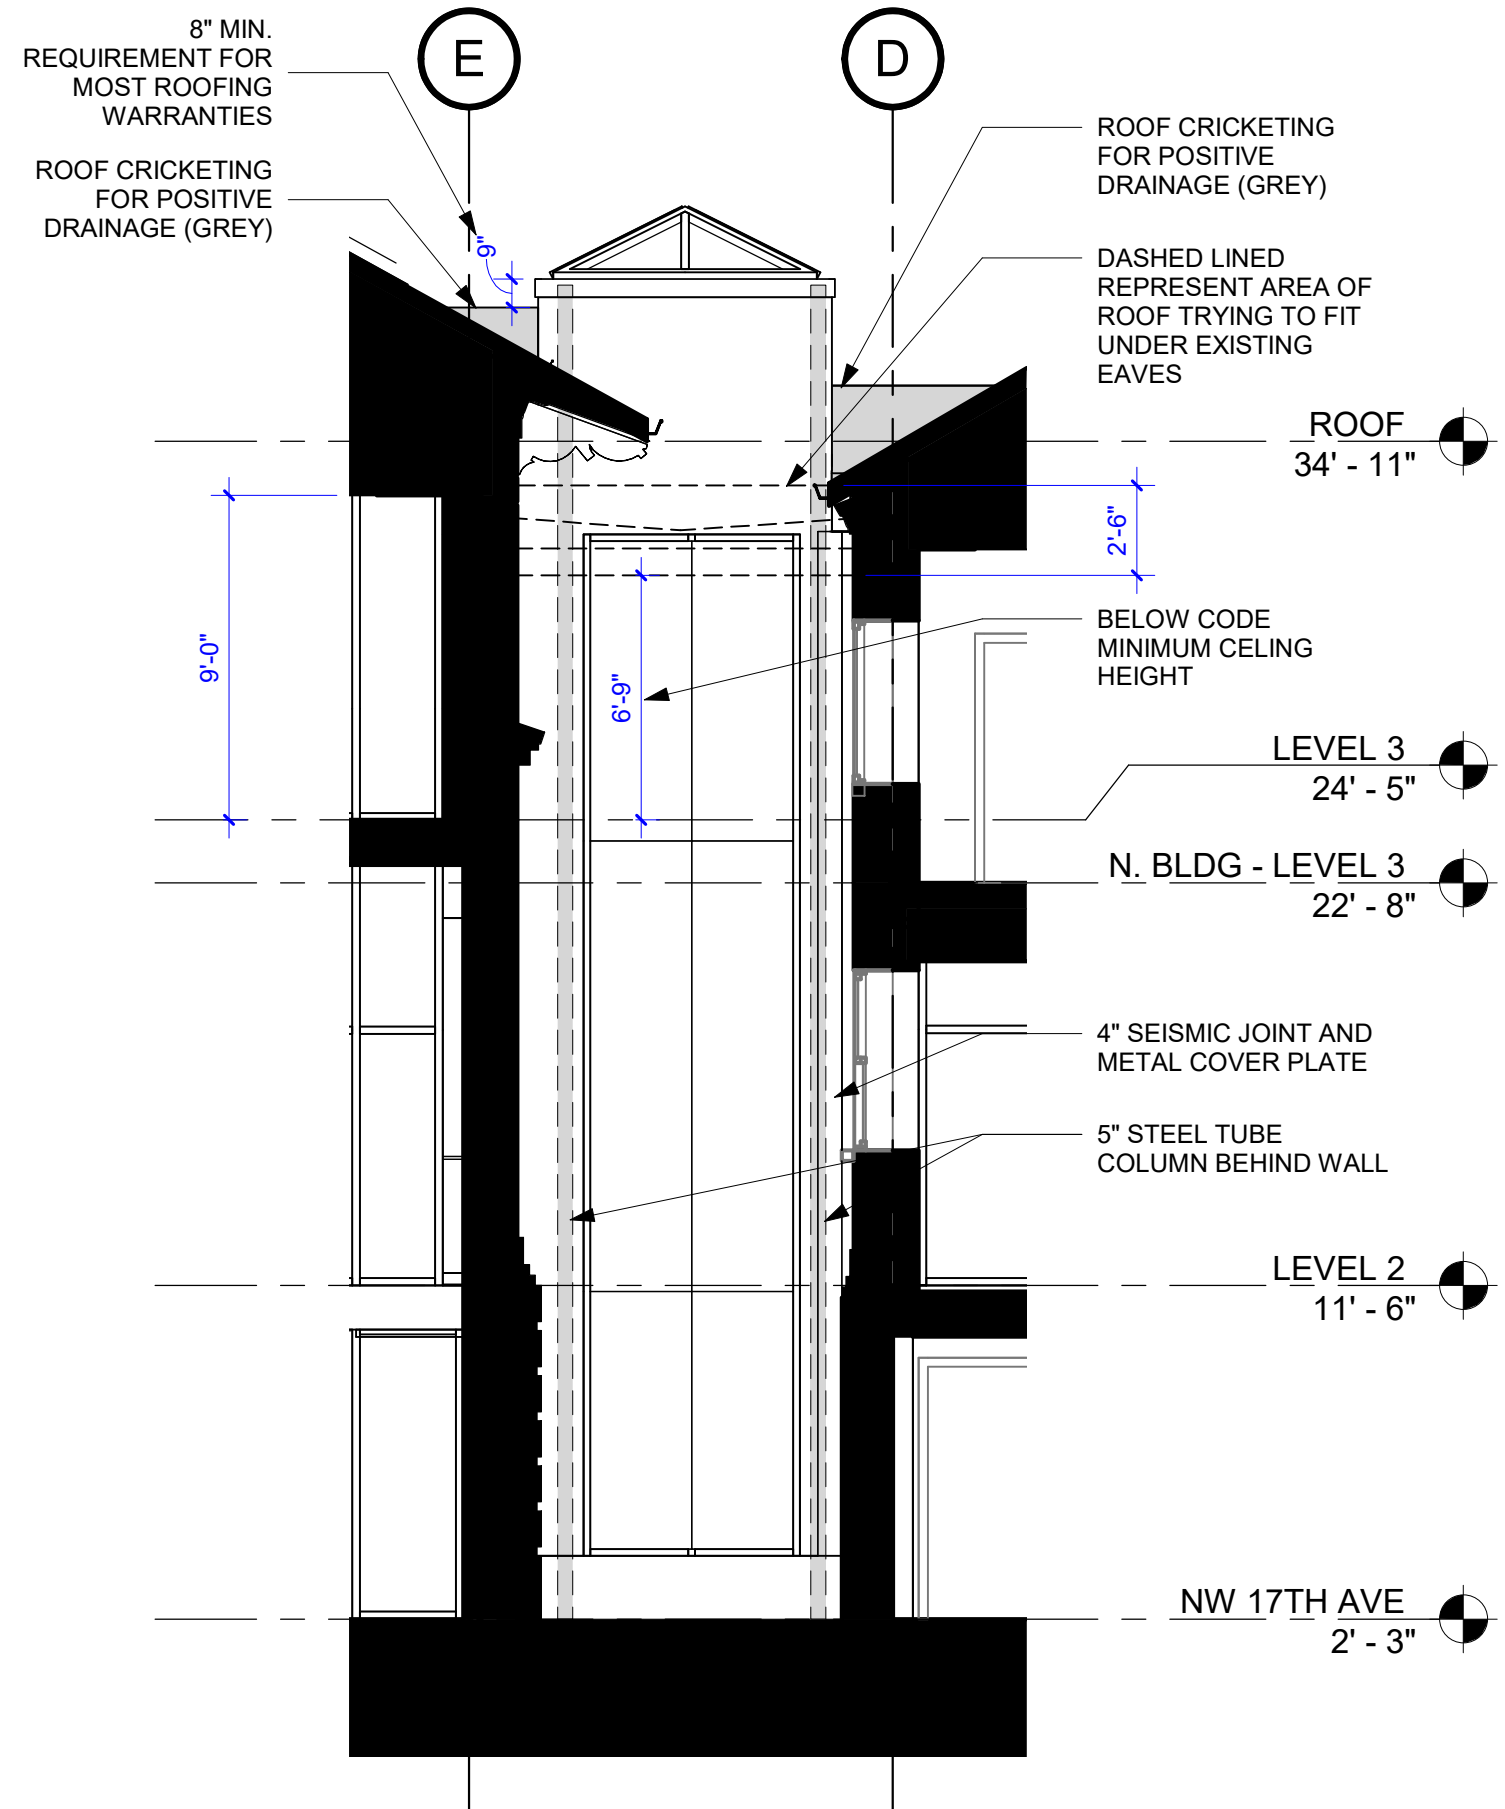 8" MIN.
REQUIREMENT FOR
MOST ROOFING
WARRANTIES
ROOF CRICKETING
FOR POSITIVE
DRAINAGE (GREY)
E
D
ROOF CRICKETING
FOR POSITIVE
DRAINAGE (GREY)
DASHED LINED
REPRESENT AREA OF
ROOF TRYING TO FIT
UNDER EXISTING
EAVES
9"
ROOF
34' - 11"
2'-6"
9'-0"
6'-9"
BELOW CODE
MINIMUM CELING
HEIGHT
LEVEL 3
24' - 5"
N. BLDG - LEVEL 3
22' - 8"
4" SEISMIC JOINT AND
METAL COVER PLATE
5" STEEL TUBE
COLUMN BEHIND WALL
LEVEL 2
11' - 6"
NW 17TH AVE
2' - 3"